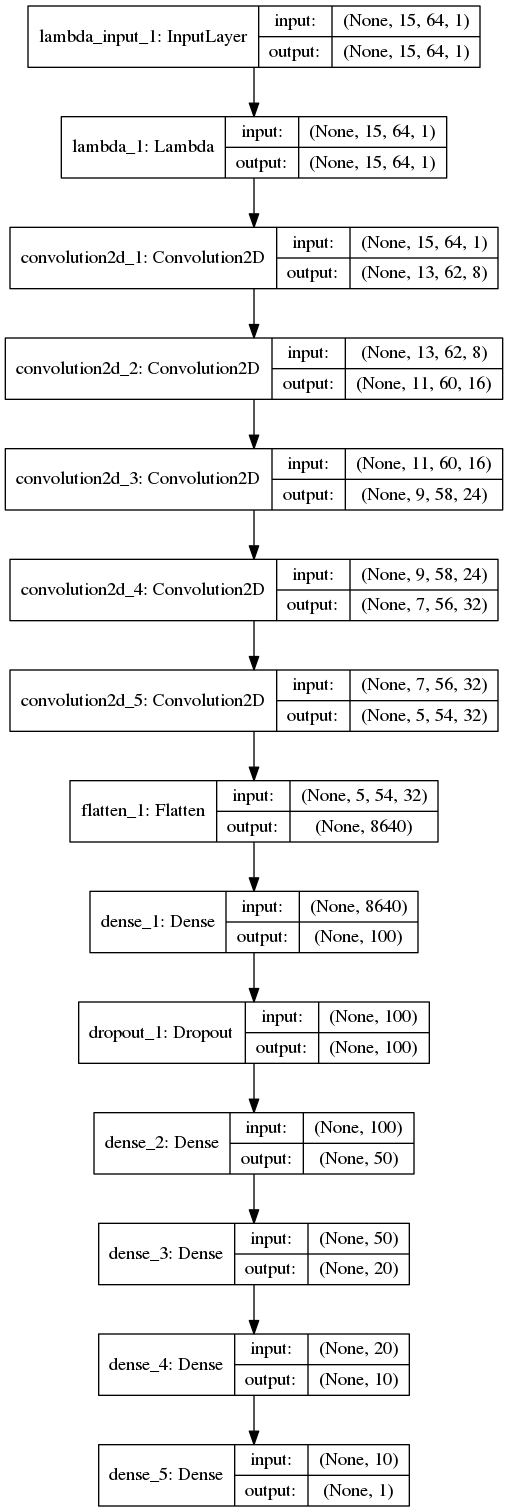 lambda_input_1: InputLayer
input:
(None, 15, 64, 1)
output:
(None, 15, 64, 1)
lambda_1: Lambda
input:
(None, 15, 64, 1)
output:
(None, 15, 64, 1)
convolution2d_1: Convolution2D
input:
(None, 15, 64, 1)
output:
(None, 13, 62, 8)
convolution2d_2: Convolution2D
input:
(None, 13, 62, 8)
output:
(None, 11, 60, 16)
convolution2d_3: Convolution2D
input:
(None, 11, 60, 16)
output:
(None, 9, 58, 24)
convolution2d_4: Convolution2D
input:
(None, 9, 58, 24)
output:
(None, 7, 56, 32)
convolution2d_5: Convolution2D
input:
(None, 7, 56, 32)
output:
(None, 5, 54, 32)
flatten_1: Flatten
input:
(None, 5, 54, 32)
output:
(None, 8640)
dense_1: Dense
input:
(None, 8640)
output:
(None, 100)
dropout_1: Dropout
input:
(None, 100)
output:
(None, 100)
dense_2: Dense
input:
(None, 100)
output:
(None, 50)
dense_3: Dense
input:
(None, 50)
output:
(None, 20)
dense_4: Dense
input:
(None, 20)
output:
(None, 10)
dense_5: Dense
input:
(None, 10)
output:
(None, 1)